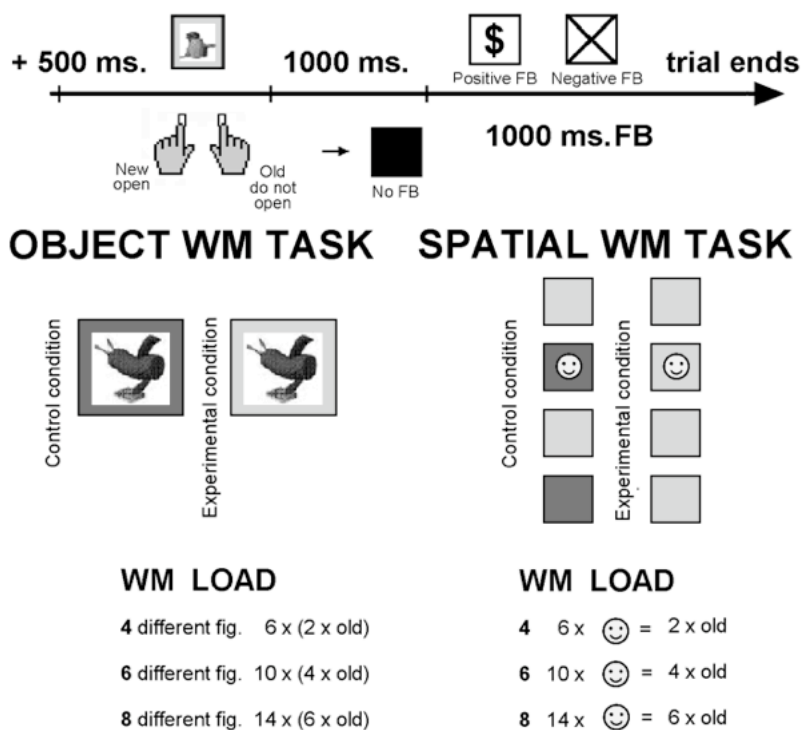 + 500 ms.
1000 ms.
$
Positive FB
Negative FB
trial ends
New
open
Old
do not
open
No FB
1000 ms.FB
OBJECT WM TASK
SPATIAL WM TASK
Control condition
Experimental condition
Control condition
Experimental condition
WM LOAD
4 different fig. 6 x (2 x old)
6 different fig. 10 x (4 x old)
8 different fig. 14 x (6 x old)
WM LOAD
4 6 x = 2 x old
6 10 x = 4 x old
8 14 x = 6 x old